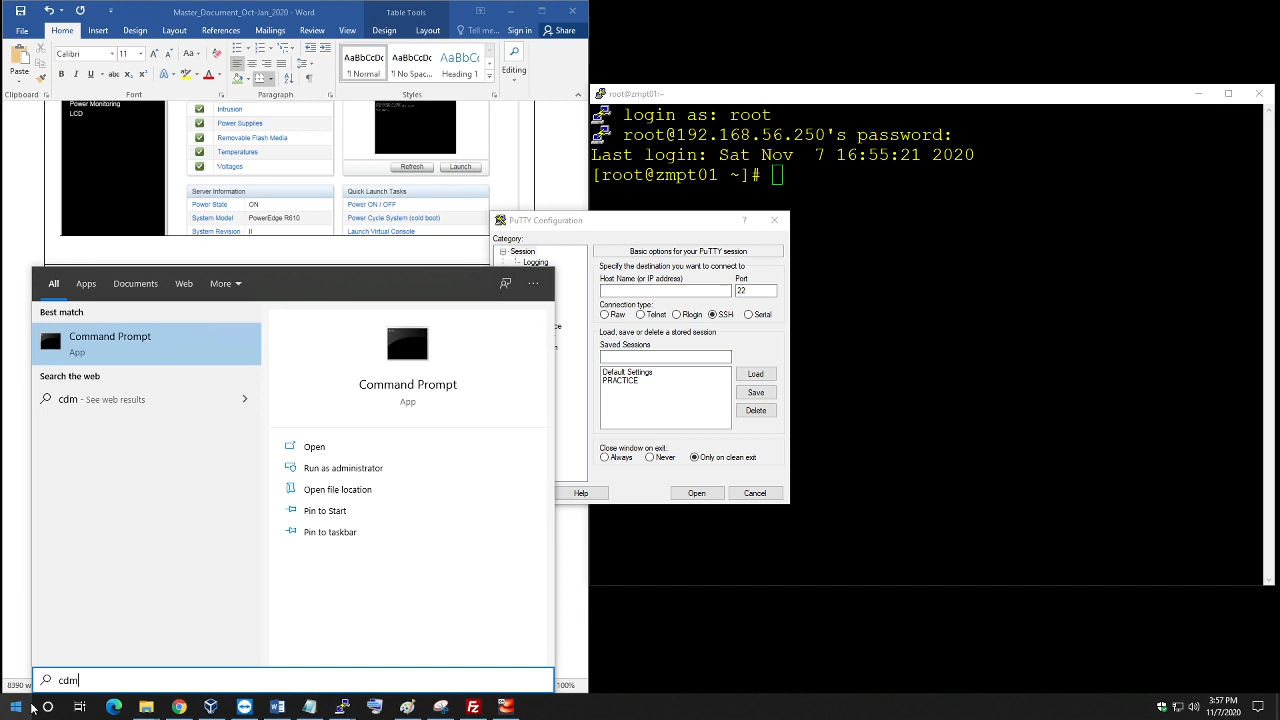 Master_Document_Oct-Jan_2020 - Word
Table Tools
File
Home
Insert
Design
Layout
References
Mailings
Review
View
Design
Layout
Tell me...
Sign in
Share
Paste
Calibri
11
B I U abc X₂ X²
Aa
AaBbCcDc
AaBbCcDc
AaBbC
¶ Normal
¶ No Spac...
Heading 1
Editing
Clipboard
Font
Paragraph
Styles
Power Monitoring
LCD
Intrusion
Power Supplies
Removable Flash Media
Temperatures
Voltages
Refresh
Launch
Server Information
Power State ON
System Model PowerEdge R610
System Revision II
Quick Launch Tasks
Power ON / OFF
Power Cycle System (cold boot)
Launch Virtual Console
root@zmpt01:~
login as: root
root@192.168.56.250's password:
Last login: Sat Nov  7 16:55:21 2020
[root@zmpt01 ~]#
PuTTY Configuration
?
Category:
Session
Logging
Basic options for your PuTTY session
Specify the destination you want to connect to
Host Name (or IP address)
Port
22
Connection type:
Raw
Telnet
Rlogin
SSH
Serial
Load, save or delete a stored session
Saved Sessions
Default Settings
PRACTICE
Load
Save
Delete
Close window on exit:
Always
Never
Only on clean exit
Help
Open
Cancel
All
Apps
Documents
Web
More
Best match
Command Prompt
App
Search the web
cdm - See web results
Command Prompt
App
Open
Run as administrator
Open file location
Pin to Start
Pin to taskbar
cdm
8390 w
100%
3:57 PM
11/7/2020